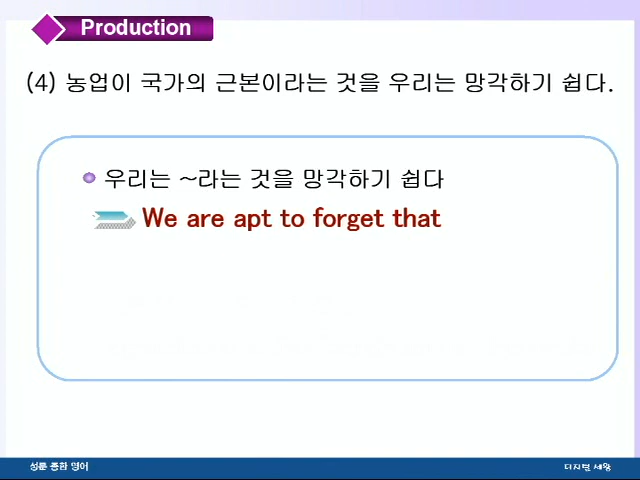 Production
(4) 농업이 국가의 근본이라는 것을 우리는 망각하기 쉽다.
우리는 ~라는 것을 망각하기 쉽다
We are apt to forget that
성문 종합 영어
디지털 세왕